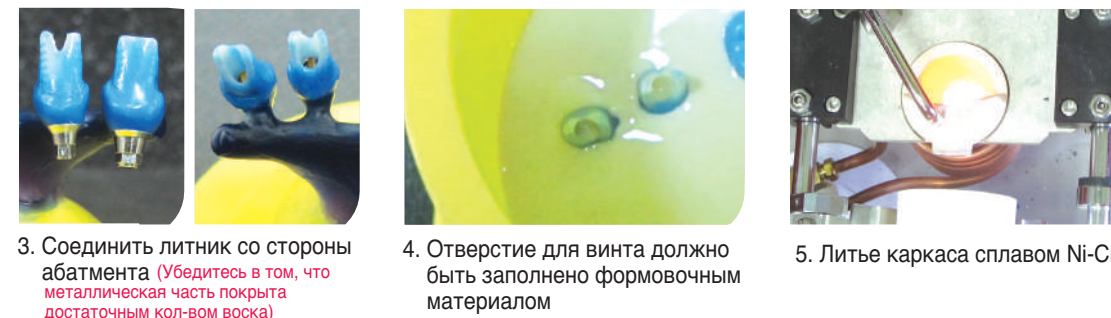 3. Соединить литник со стороны
абатмента (Убедитесь в том, что
металлическая часть покрыта
достаточным кол-вом воска)
4. Отверстие для винта должно
быть заполнено формовочным
материалом
5. Литье каркаса сплавом Ni-C